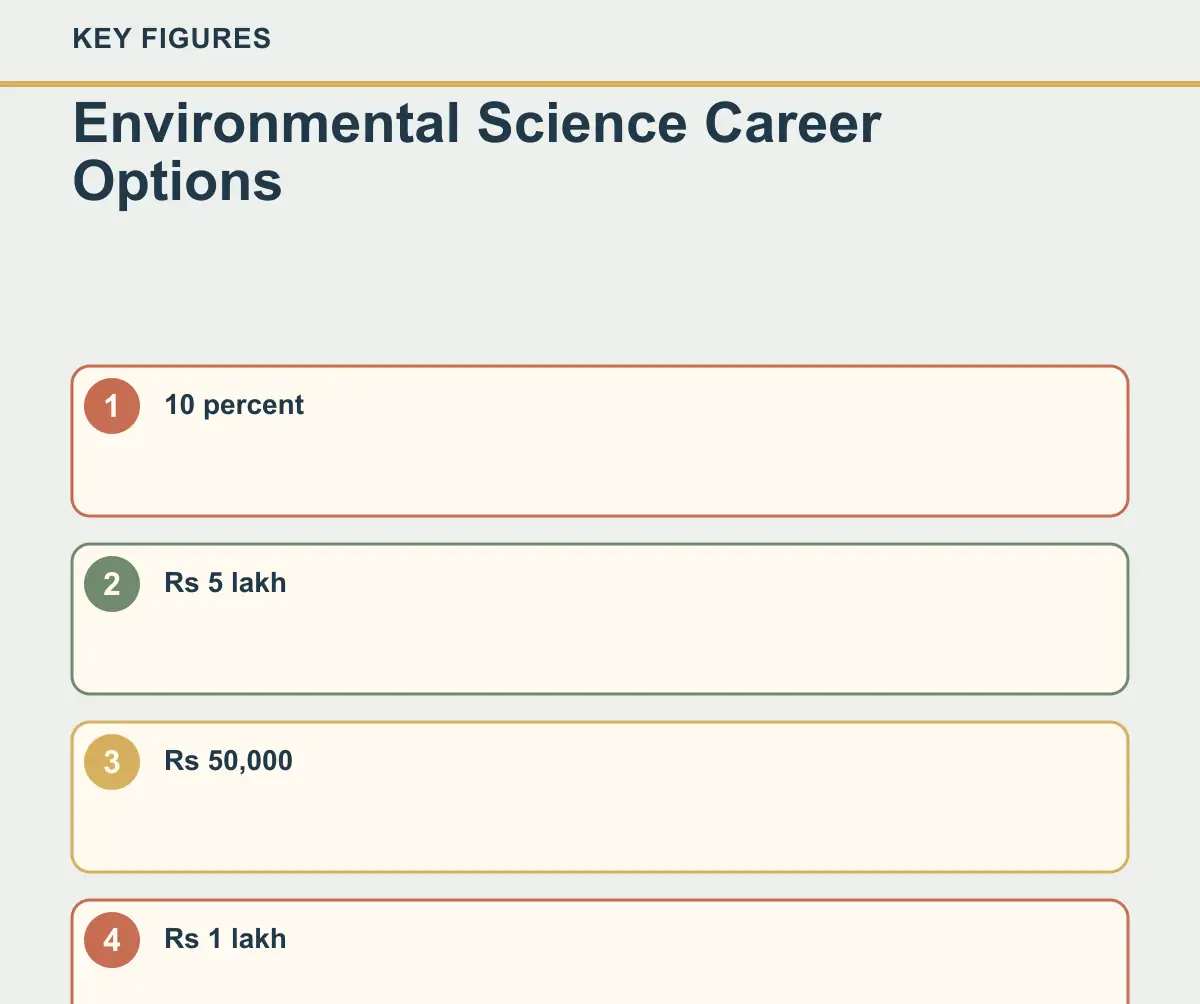 KEY FIGURES
Environmental Science Career
Options
1 10 percent
2 Rs 5 lakh
3 Rs 50,000
4 Rs 1 lakh